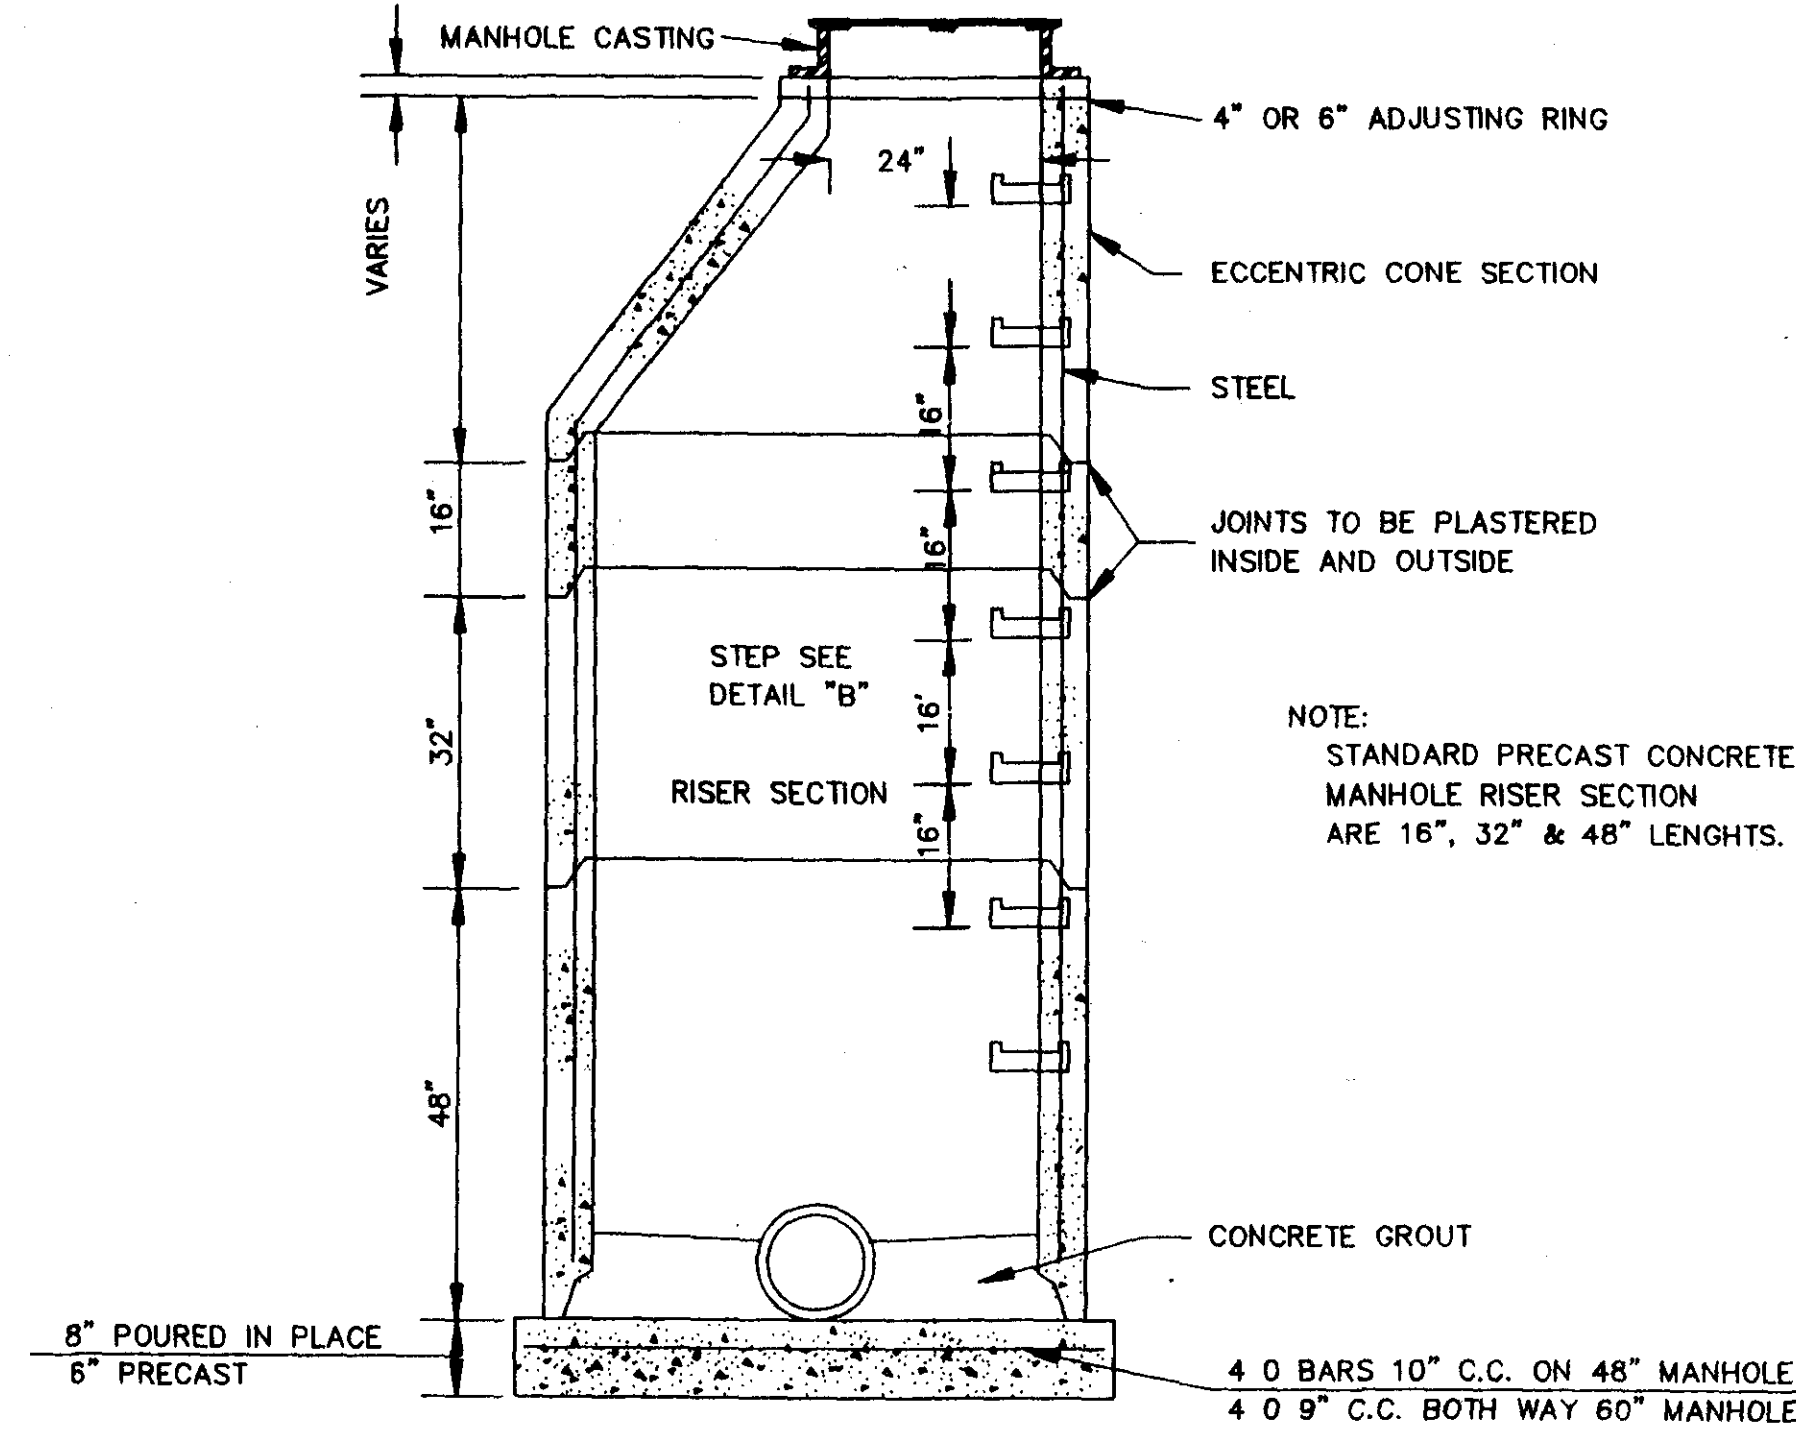 MANHOLE CASTING
4" OR 6" ADJUSTING RING
24"
VARIES
ECCENTRIC CONE SECTION
STEEL
16"
16"
16"
JOINTS TO BE PLASTERED
INSIDE AND OUTSIDE
STEP SEE
DETAIL "B"
16'
32"
NOTE:
STANDARD PRECAST CONCRETE
MANHOLE RISER SECTION
ARE 16", 32" & 48" LENGHTS.
RISER SECTION
16"
48"
CONCRETE GROUT
8" POURED IN PLACE
6" PRECAST
4 0 BARS 10" C.C. ON 48" MANHOLE
4 0 9" C.C. BOTH WAY 60" MANHOLE